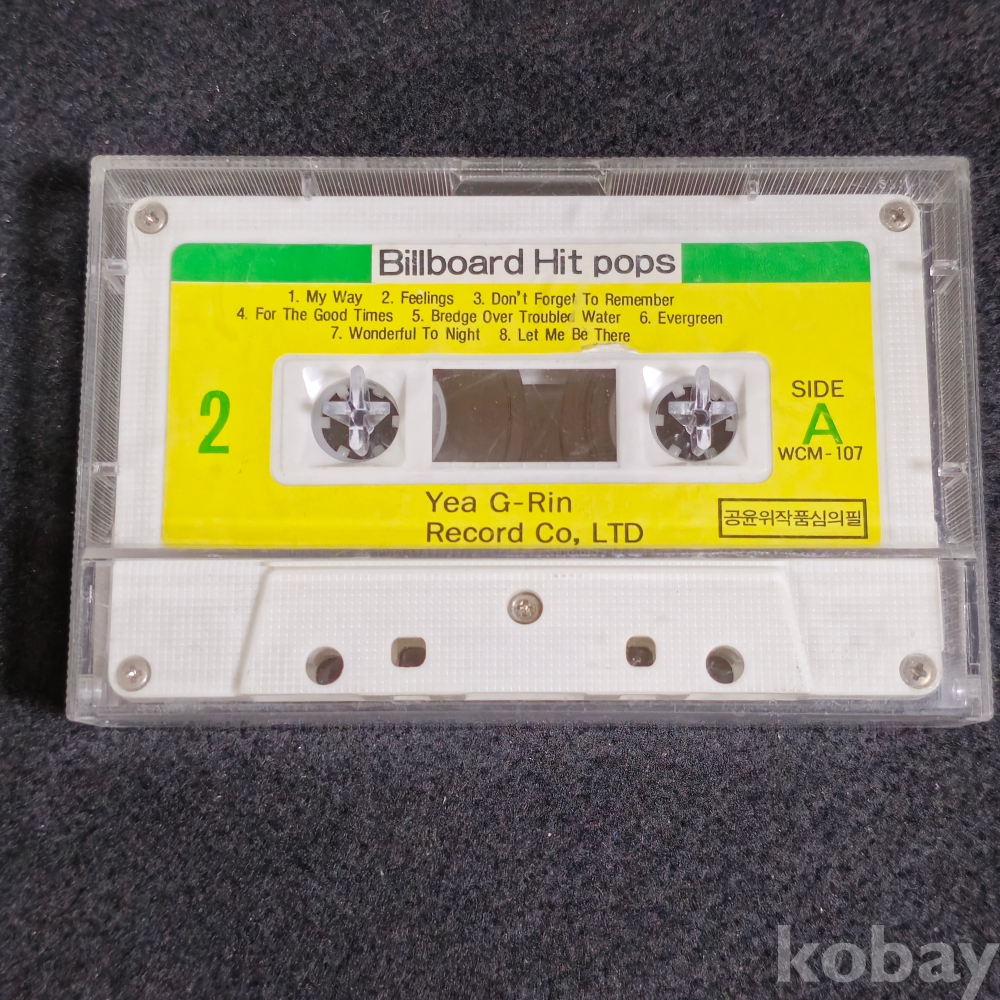 Billboard Hit pops
1. My Way 2. Feelings 3. Don't Forget To Remember
4. For The Good Times 5. Bredge Over Troubled Water 6. Evergreen
7. Wonderful To Night 8. Let Me Be There
2
SIDE
A
WCM-107
Yea G-Rin
Record Co, LTD
공윤위작품심의필
kobay